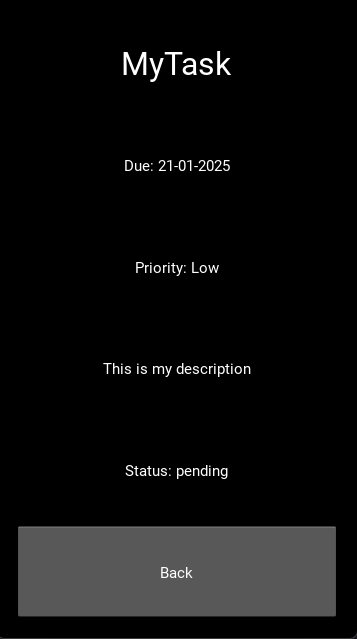 MyTask
Due: 21-01-2025
Priority: Low
This is my description
Status: pending
Back